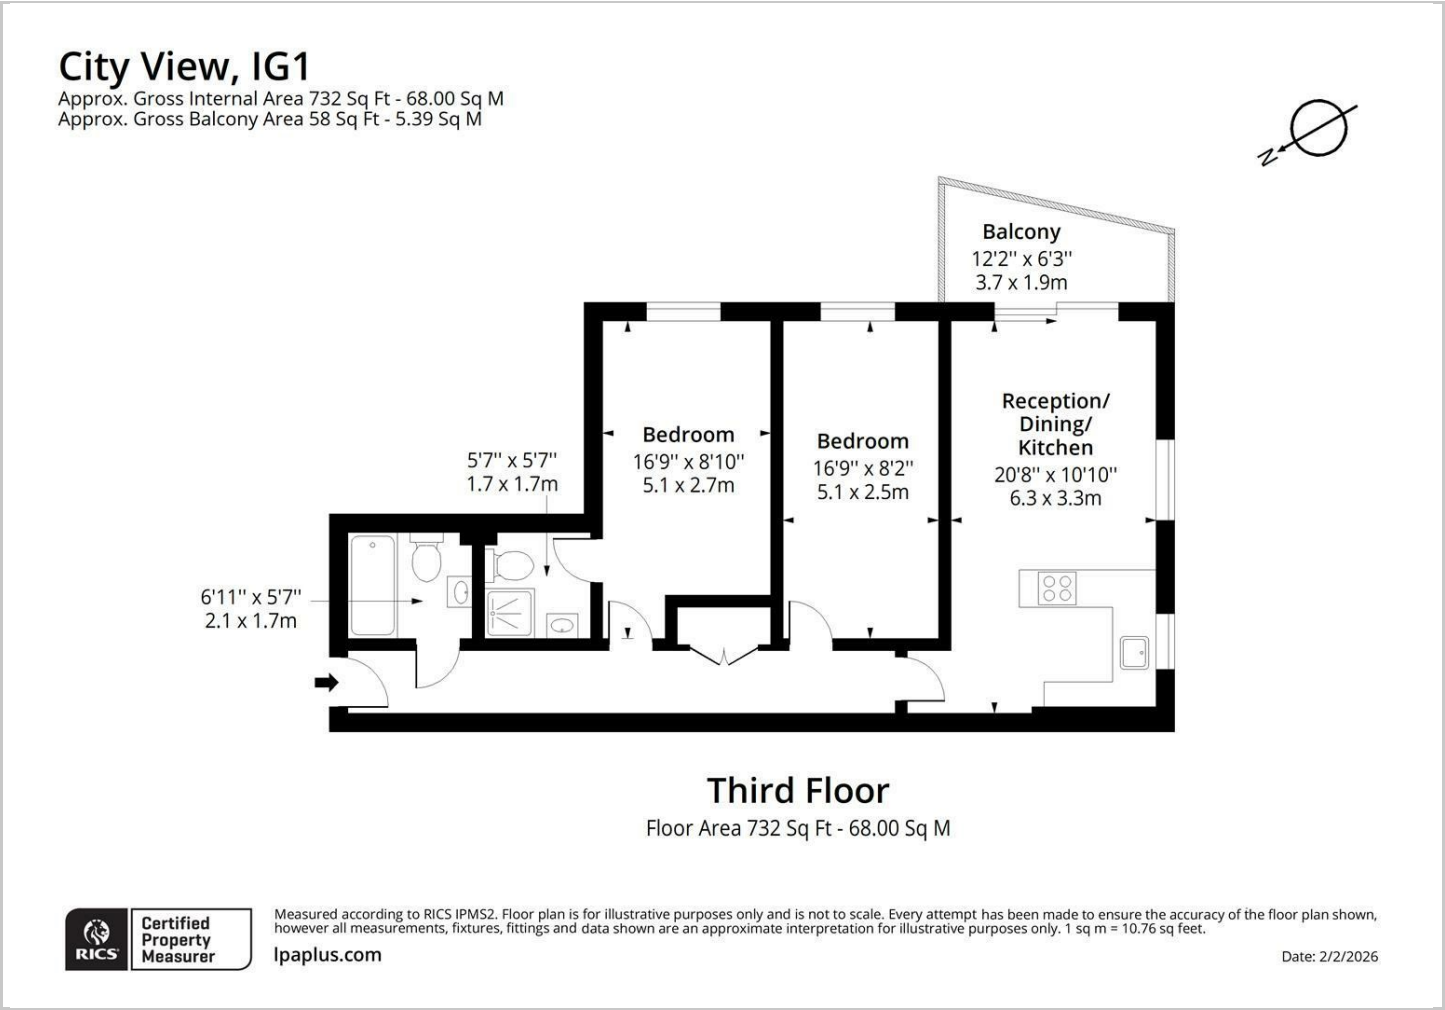 City View, IG1
Approx. Gross Internal Area 732 Sq Ft - 68.00 Sq M
Approx. Gross Balcony Area 58 Sq Ft - 5.39 Sq M
N
Balcony
12'2'' x 6'3''
3.7 x 1.9m
Reception/
Dining/
Kitchen
20'8'' x 10'10''
6.3 x 3.3m
Bedroom
16'9'' x 8'10''
5.1 x 2.7m
Bedroom
16'9'' x 8'2''
5.1 x 2.5m
5'7'' x 5'7''
1.7 x 1.7m
6'11'' x 5'7''
2.1 x 1.7m
Third Floor
Floor Area 732 Sq Ft - 68.00 Sq M
RICS
Certified
Property
Measurer
Measured according to RICS IPMS2. Floor plan is for illustrative purposes only and is not to scale. Every attempt has been made to ensure the accuracy of the floor plan shown,
however all measurements, fixtures, fittings and data shown are an approximate interpretation for illustrative purposes only. 1 sq m = 10.76 sq feet.
lpaplus.com
Date: 2/2/2026